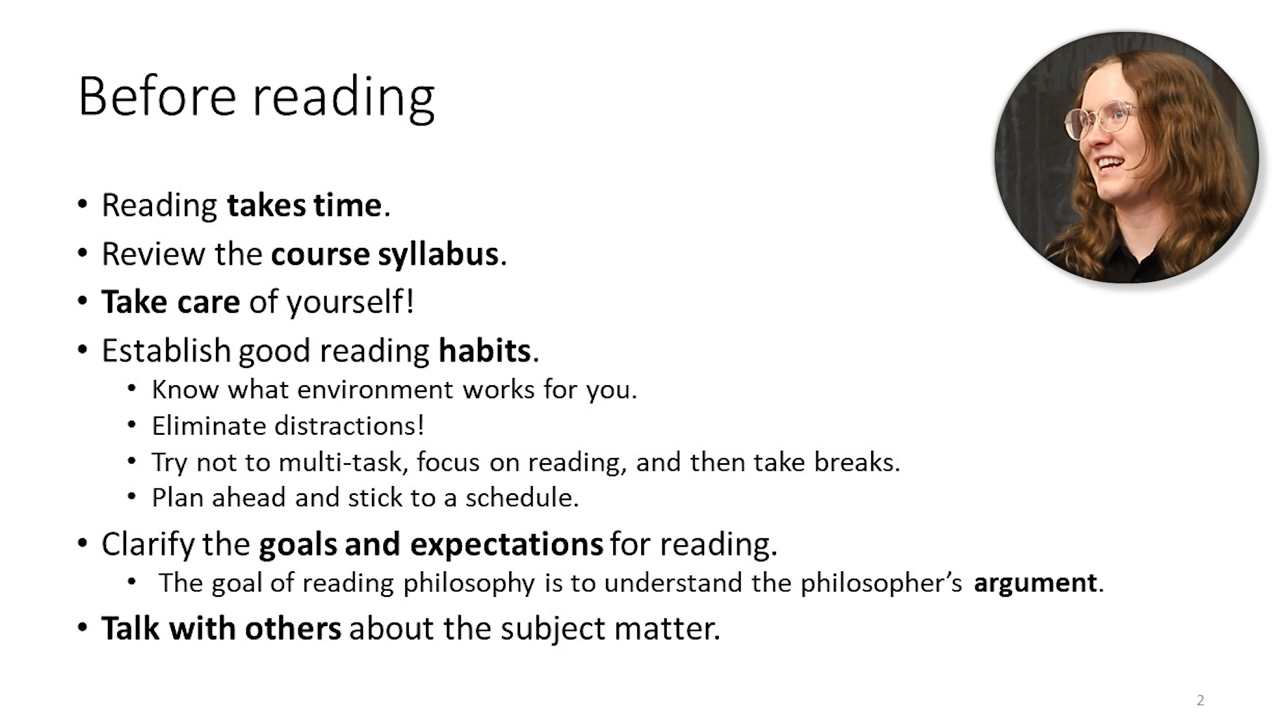 Before reading
• Reading takes time.
• Review the course syllabus.
• Take care of yourself!
• Establish good reading habits.
• Know what environment works for you.
• Eliminate distractions!
• Try not to multi-task, focus on reading, and then take breaks.
• Plan ahead and stick to a schedule.
• Clarify the goals and expectations for reading.
• The goal of reading philosophy is to understand the philosopher’s argument.
• Talk with others about the subject matter.
2